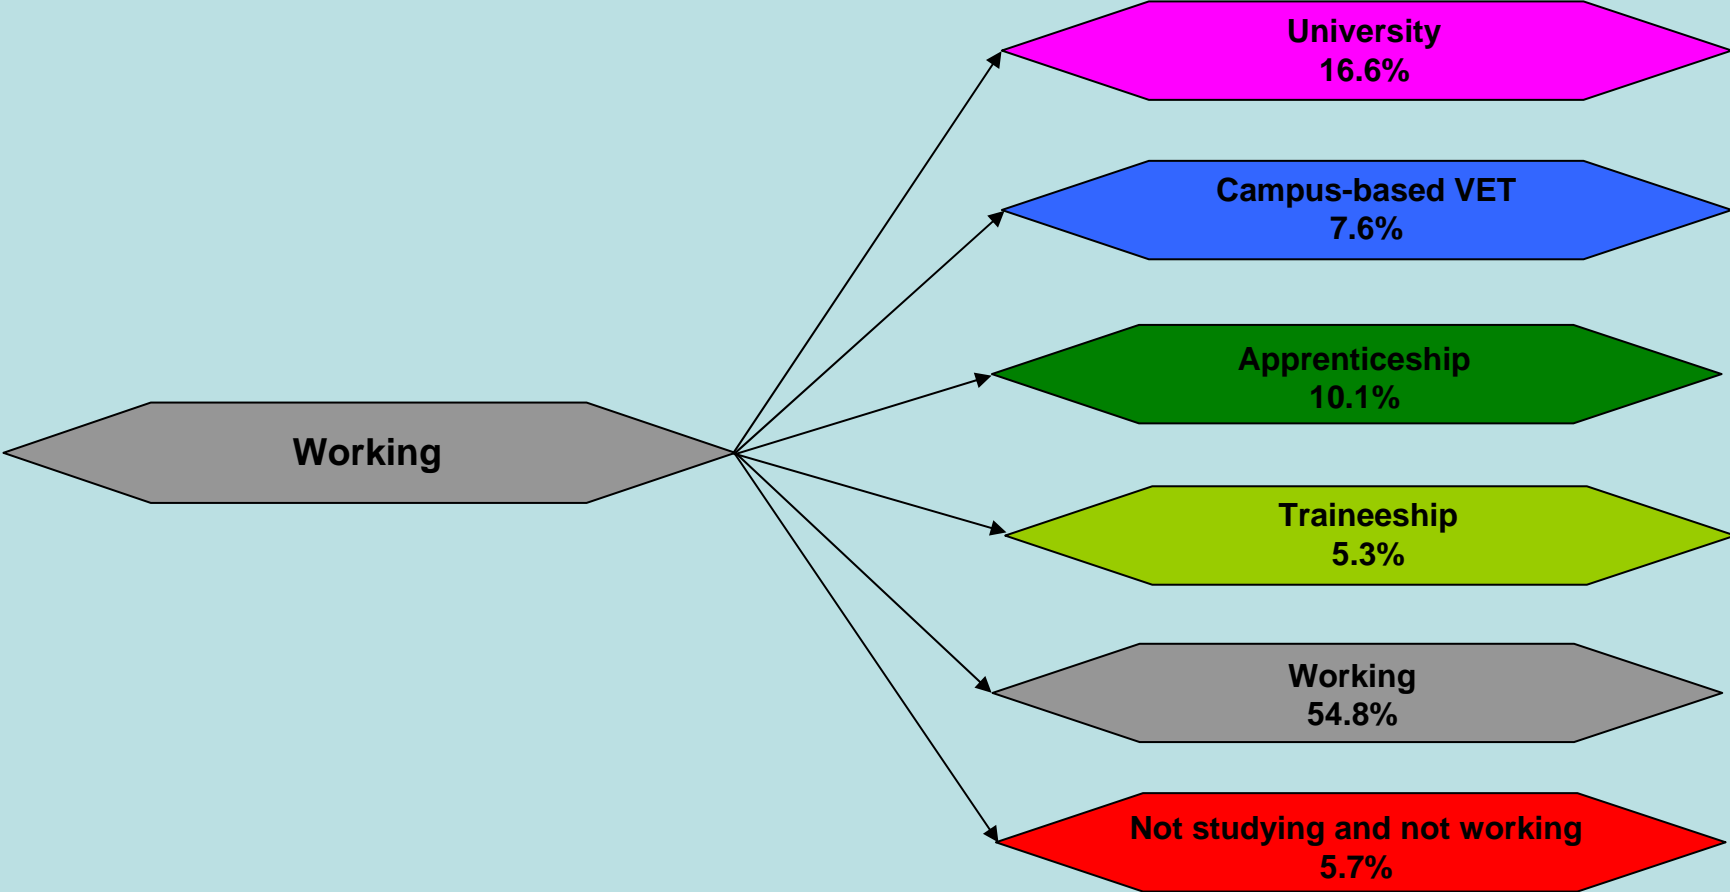 University
16.6%
Campus-based VET
7.6%
Apprenticeship
10.1%
Working
Traineeship
5.3%
Working
54.8%
Not studying and not working
5.7%